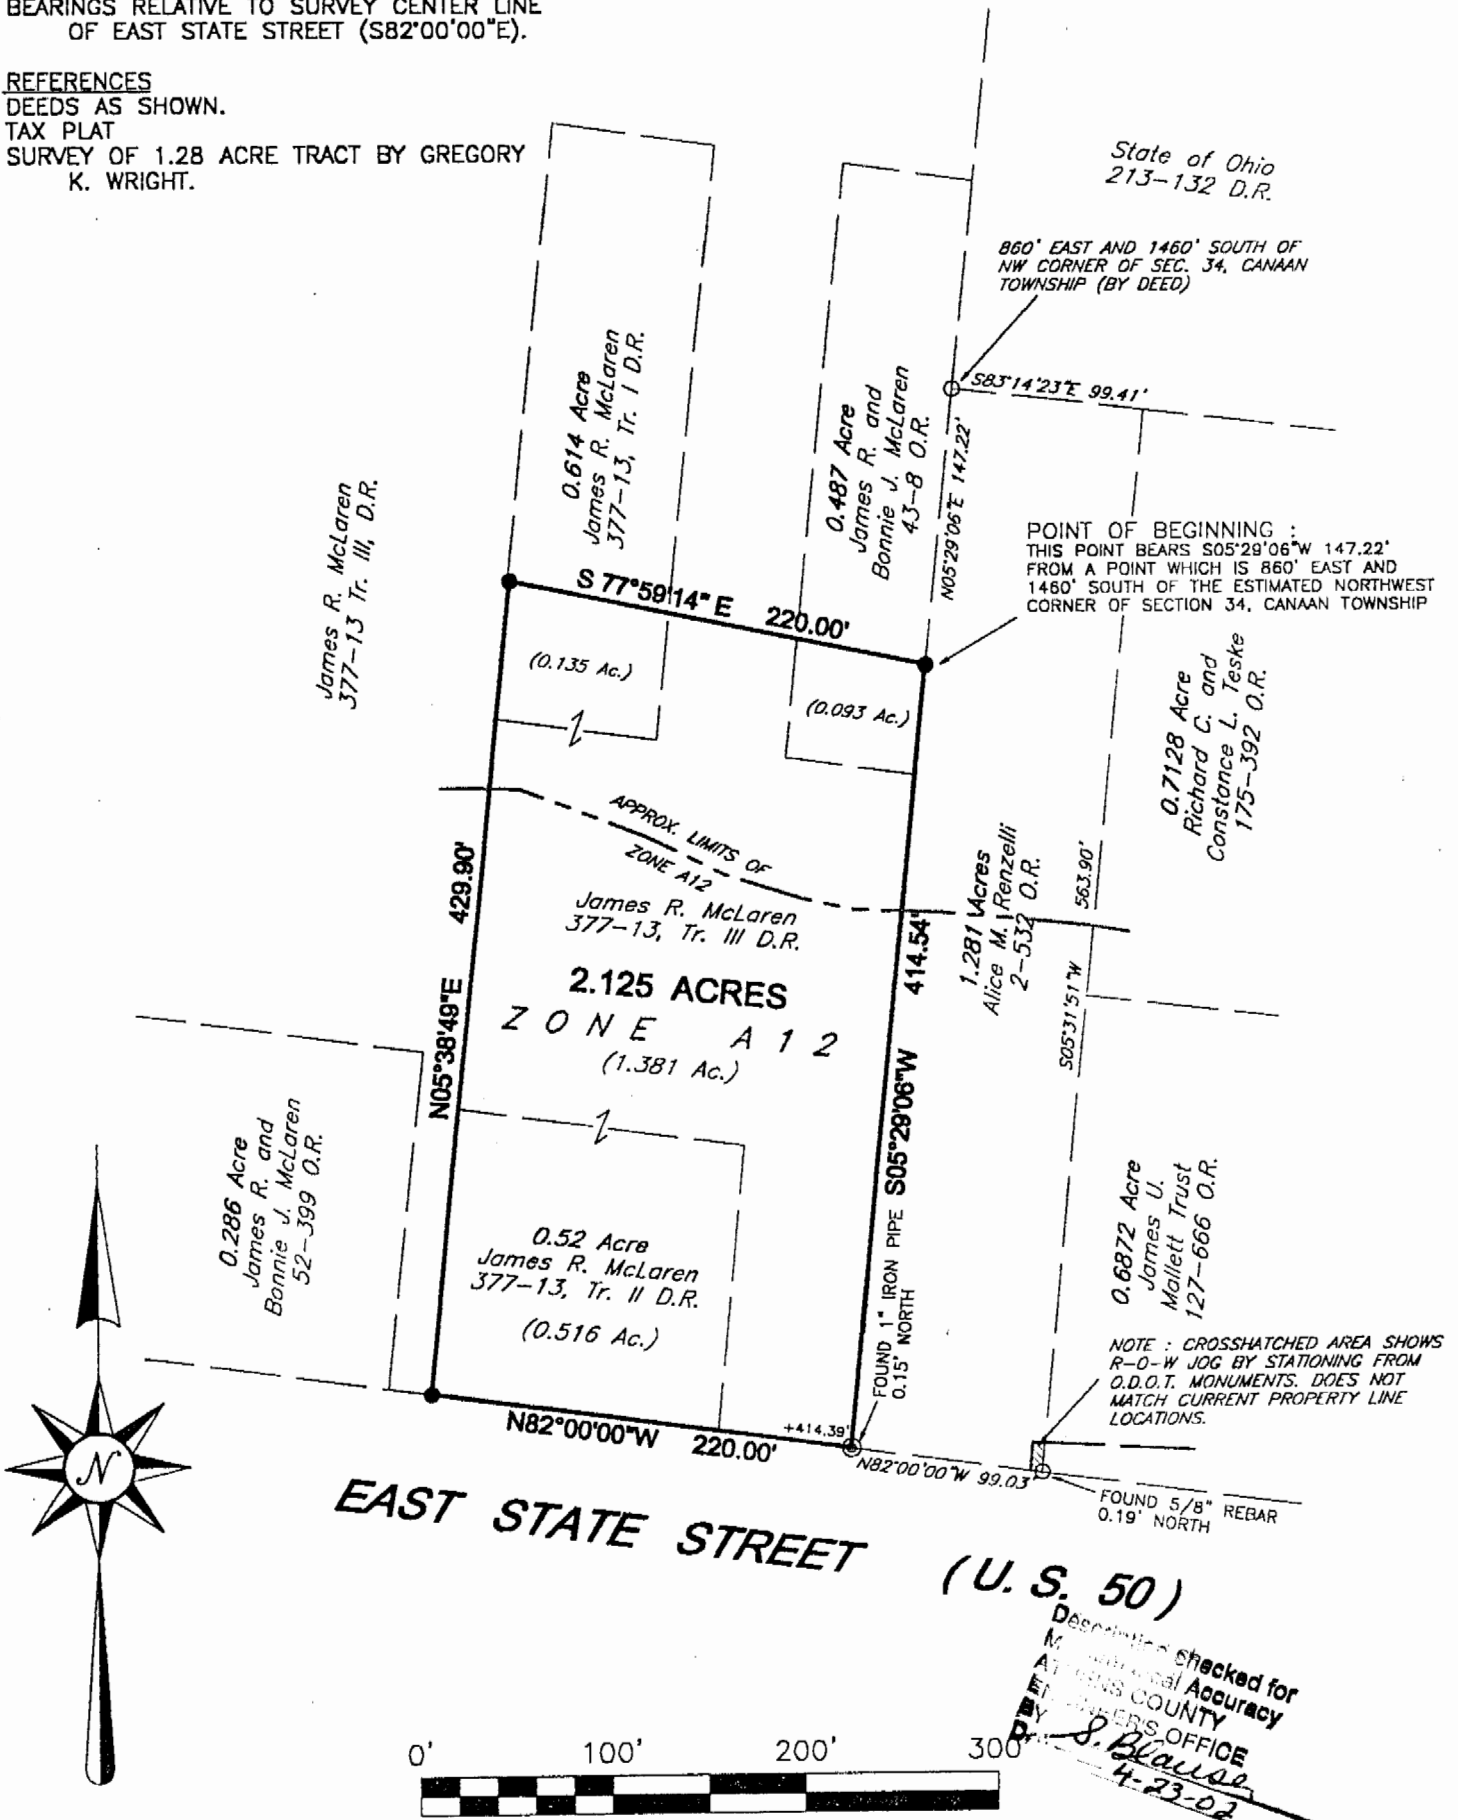 BEARINGS RELATIVE TO SURVEY CENTER LINE
OF EAST STATE STREET (S82°00'00"E).
REFERENCES
DEEDS AS SHOWN.
TAX PLAT
SURVEY OF 1.28 ACRE TRACT BY GREGORY
K. WRIGHT.
State of Ohio
213-132 D.R.
860' EAST AND 1460' SOUTH OF
NW CORNER OF SEC. 34, CANAAN
TOWNSHIP (BY DEED)
S83°14'23"E 99.41'
0.614 Acre
James R. McLaren
377-13, Tr. I D.R.
0.487 Acre
James R. and
Bonnie J. McLaren
43-8 O.R.
N05°29'06"E 147.22'
James R. McLaren
377-13 Tr. III, D.R.
POINT OF BEGINNING :
THIS POINT BEARS S05°29'06"W 147.22'
FROM A POINT WHICH IS 860' EAST AND
1460' SOUTH OF THE ESTIMATED NORTHWEST
CORNER OF SECTION 34, CANAAN TOWNSHIP
S 77°59'14" E 220.00'
(0.135 Ac.)
(0.093 Ac.)
0.7128 Acre
Richard C. and
Constance L. Teske
175-392 O.R.
APPROX. LIMITS OF
ZONE A12
James R. McLaren
377-13, Tr. III D.R.
2.125 ACRES
ZONE A12
(1.381 Ac.)
N05°38'49"E 429.90'
S05°29'06"W 414.54'
1.281 Acres
Alice M. Renzelli
2-532 O.R.
S05°31'51"W 563.90'
0.286 Acre
James R. and
Bonnie J. McLaren
52-399 O.R.
0.52 Acre
James R. McLaren
377-13, Tr. II D.R.
(0.516 Ac.)
FOUND 1" IRON PIPE
0.15' NORTH
0.6872 Acre
James U.
Mallett Trust
127-666 O.R.
NOTE : CROSSHATCHED AREA SHOWS
R-O-W JOG BY STATIONING FROM
O.D.O.T. MONUMENTS. DOES NOT
MATCH CURRENT PROPERTY LINE
LOCATIONS.
N82°00'00"W 220.00'
+414.39'
N82°00'00"W 99.03'
FOUND 5/8" REBAR
0.19' NORTH
N
EAST STATE STREET (U.S. 50)
Description checked for
Accuracy
COUNTY
OFFICE
BY S. Blause
4-23-02
0' 100' 200' 300'